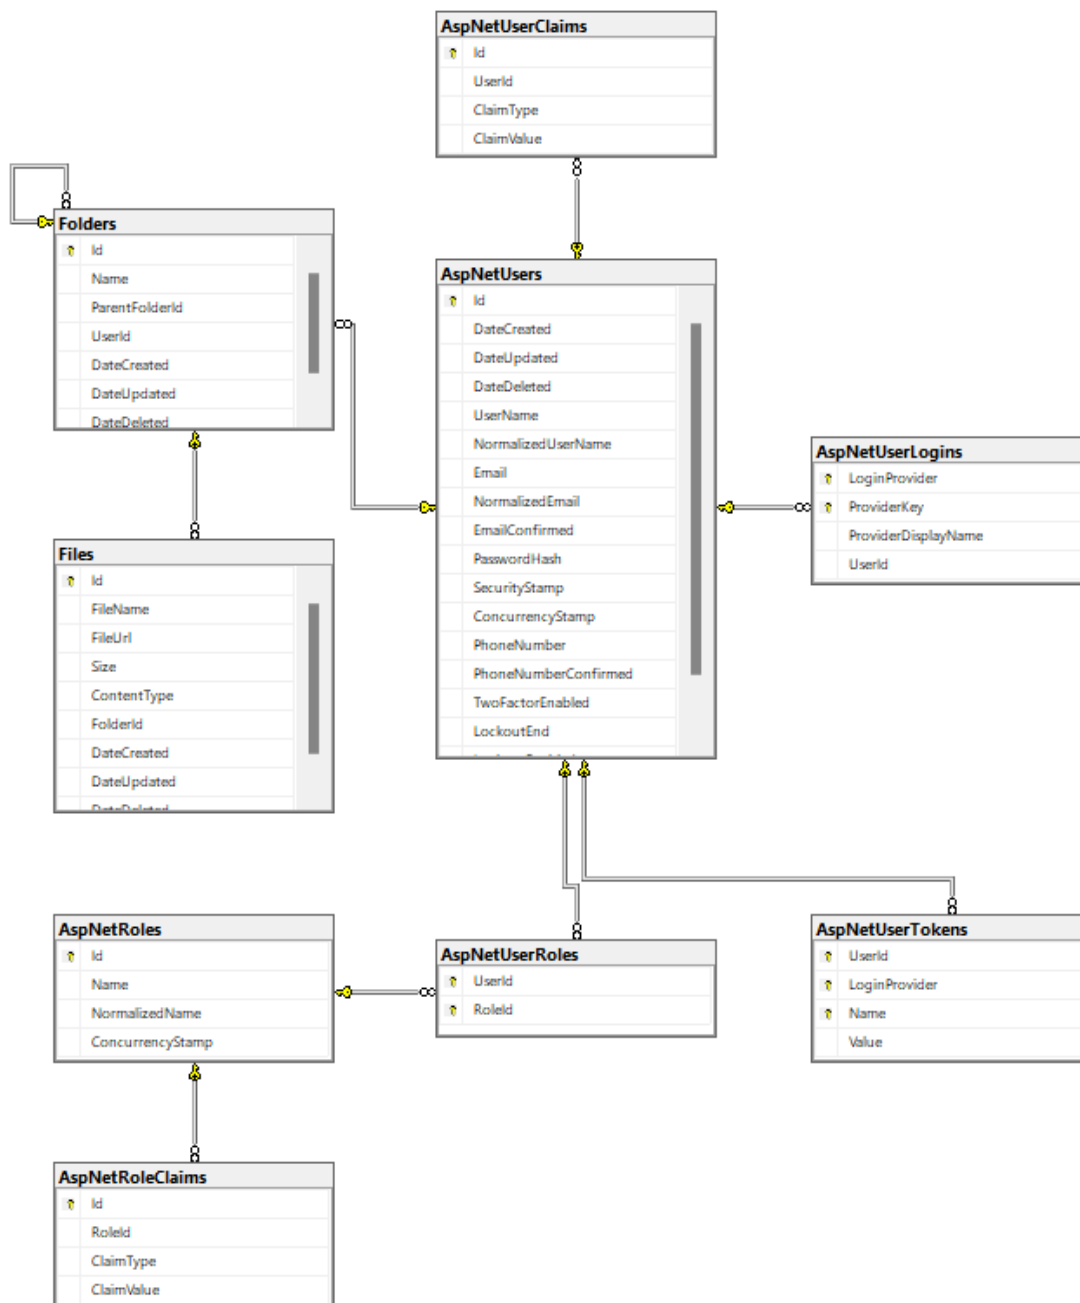 AspNetUserClaims
Id
UserId
ClaimType
ClaimValue
Folders
Id
Name
ParentFolderId
UserId
DateCreated
DateUpdated
DateDeleted
AspNetUsers
Id
DateCreated
DateUpdated
DateDeleted
UserName
NormalizedUserName
Email
NormalizedEmail
EmailConfirmed
PasswordHash
SecurityStamp
ConcurrencyStamp
PhoneNumber
PhoneNumberConfirmed
TwoFactorEnabled
LockoutEnd
AspNetUserLogins
LoginProvider
ProviderKey
ProviderDisplayName
UserId
Files
Id
FileName
FileUrl
Size
ContentType
FolderId
DateCreated
DateUpdated
DateDeleted
AspNetRoles
Id
Name
NormalizedName
ConcurrencyStamp
AspNetUserRoles
UserId
RoleId
AspNetUserTokens
UserId
LoginProvider
Name
Value
AspNetRoleClaims
Id
RoleId
ClaimType
ClaimValue